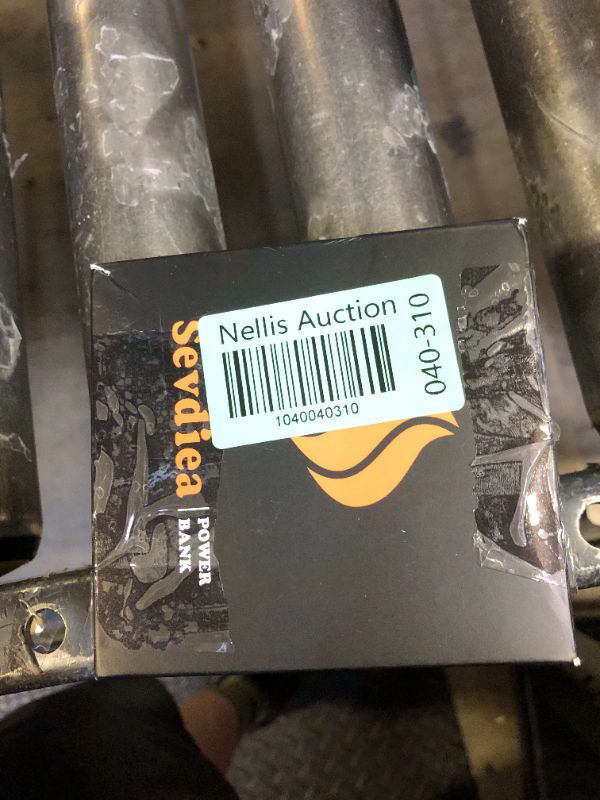 Nellis Auction
1040040310
040-310
Sevdiea
POWER
BANK